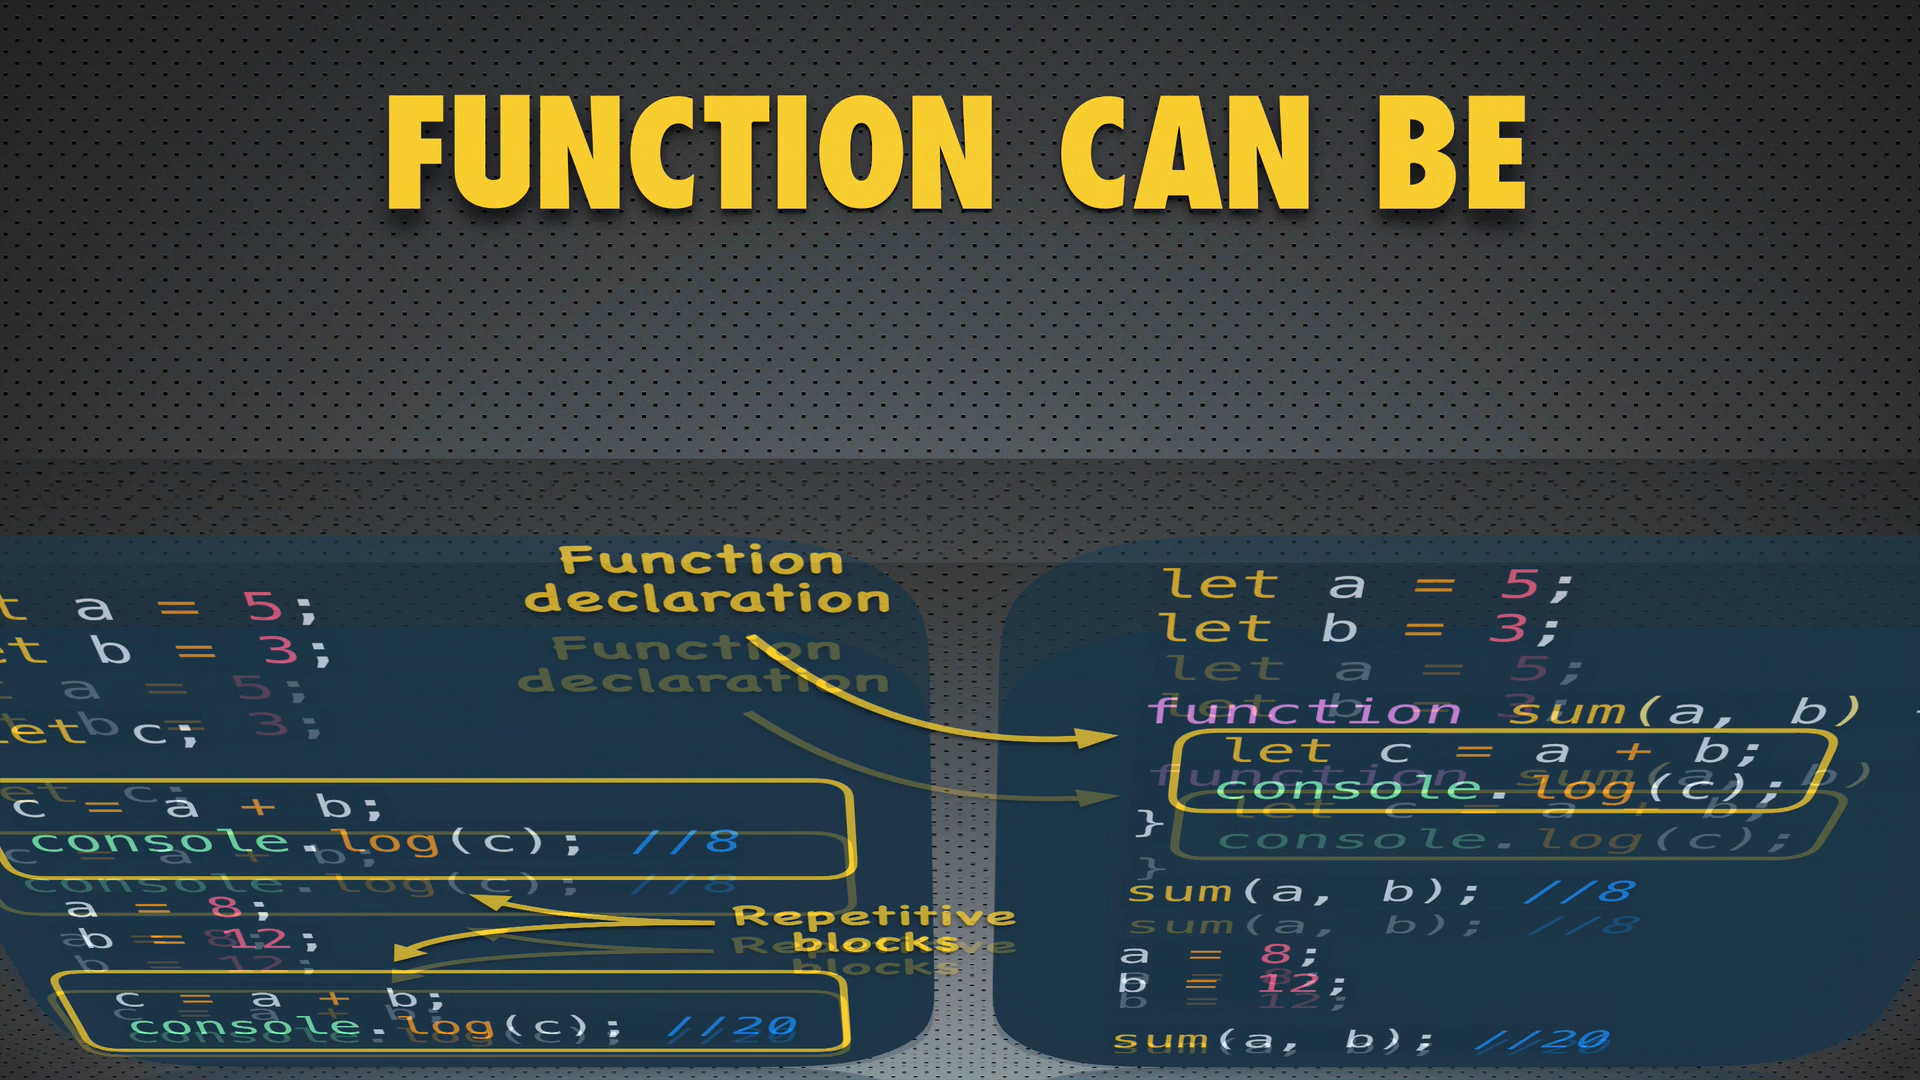 FUNCTION CAN BE
t a = 5;
et b = 3;
let c;
c = a + b;
console.log(c); //8
a = 8;
b = 12;
c = a + b;
console.log(c); //20
Function
declaration
Repetitive
blocks
let a = 5;
let b = 3;
function sum(a, b)
let c = a + b;
console.log(c);
}
sum(a, b); //8
a = 8;
b = 12;
sum(a, b); //20